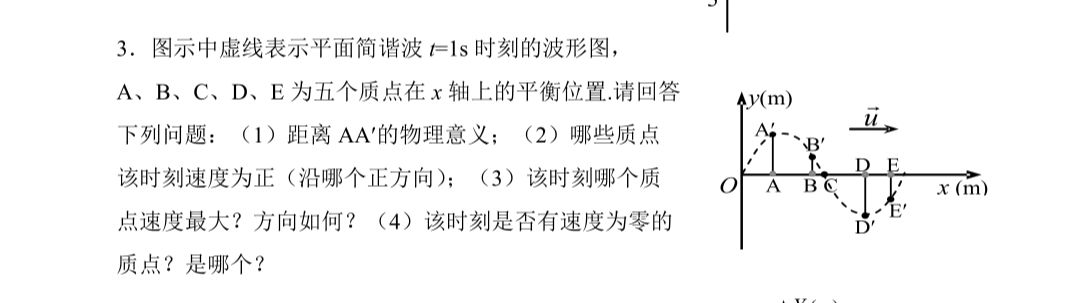 3．图示中虚线表示平面简谐波 t=1s 时刻的波形图，
A、B、C、D、E 为五个质点在 x 轴上的平衡位置.请回答
下列问题：（1）距离 AA′的物理意义；（2）哪些质点
该时刻速度为正（沿哪个正方向）；（3）该时刻哪个质
点速度最大？方向如何？（4）该时刻是否有速度为零的
质点？是哪个？
y(m)
u
A′
B′
D E
O A B C x (m)
E′
D′